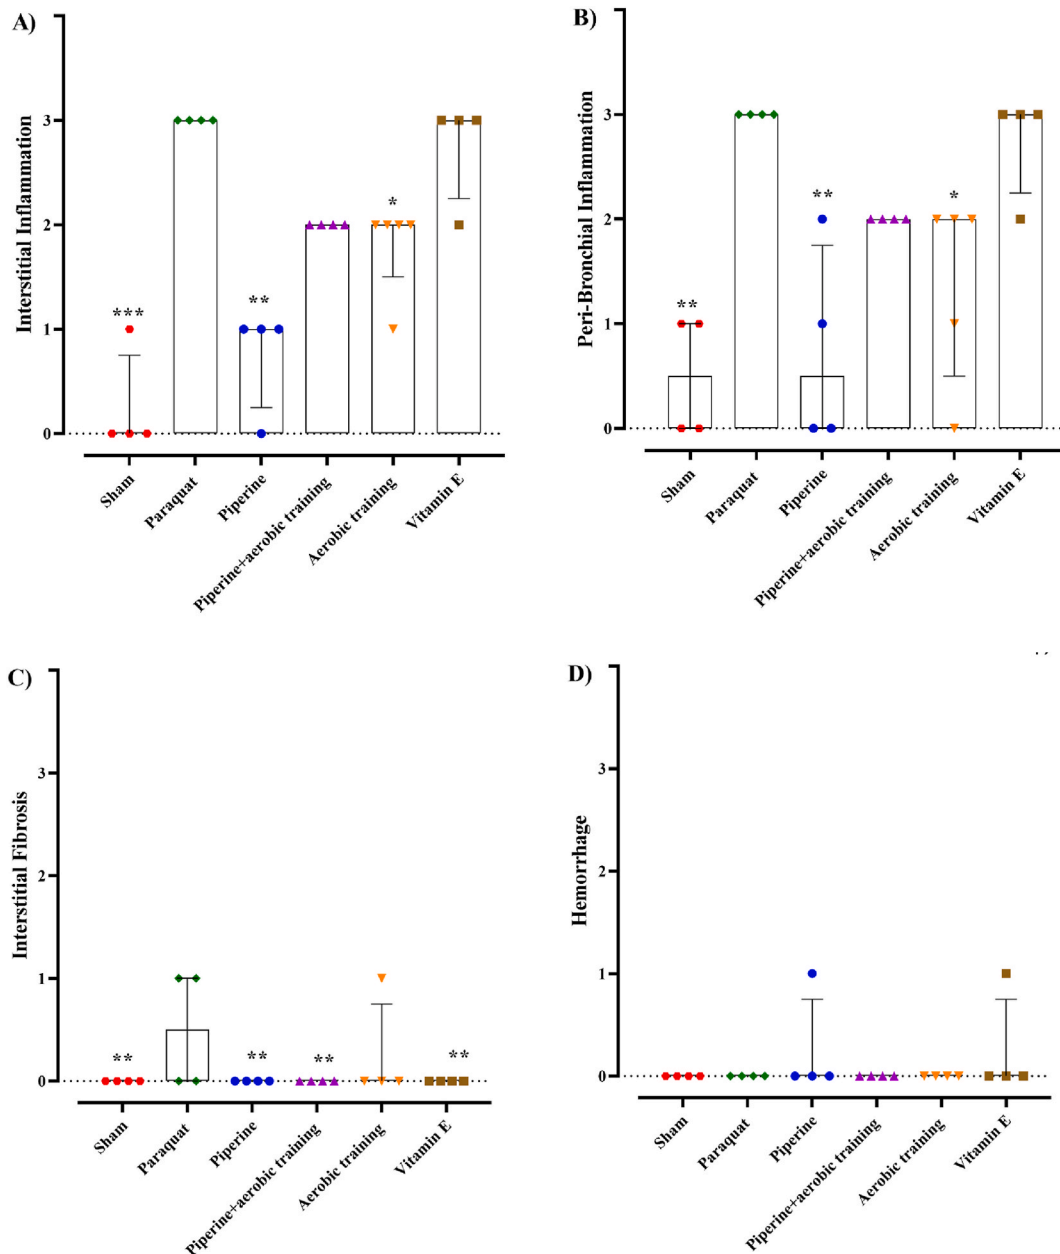 A)
Interstitial Inflammation
3
2
1
0
***
**
*
Sham
Paraquat
Piperine
Piperine+aerobic training
Aerobic training
Vitamin E
B)
Peri-Bronchial Inflammation
3
2
1
0
**
**
*
Sham
Paraquat
Piperine
Piperine+aerobic training
Aerobic training
Vitamin E
C)
Interstitial Fibrosis
3
2
1
0
**
**
**
**
Sham
Paraquat
Piperine
Piperine+aerobic training
Aerobic training
Vitamin E
D)
Hemorrhage
3
2
1
0
Sham
Paraquat
Piperine
Piperine+aerobic training
Aerobic training
Vitamin E